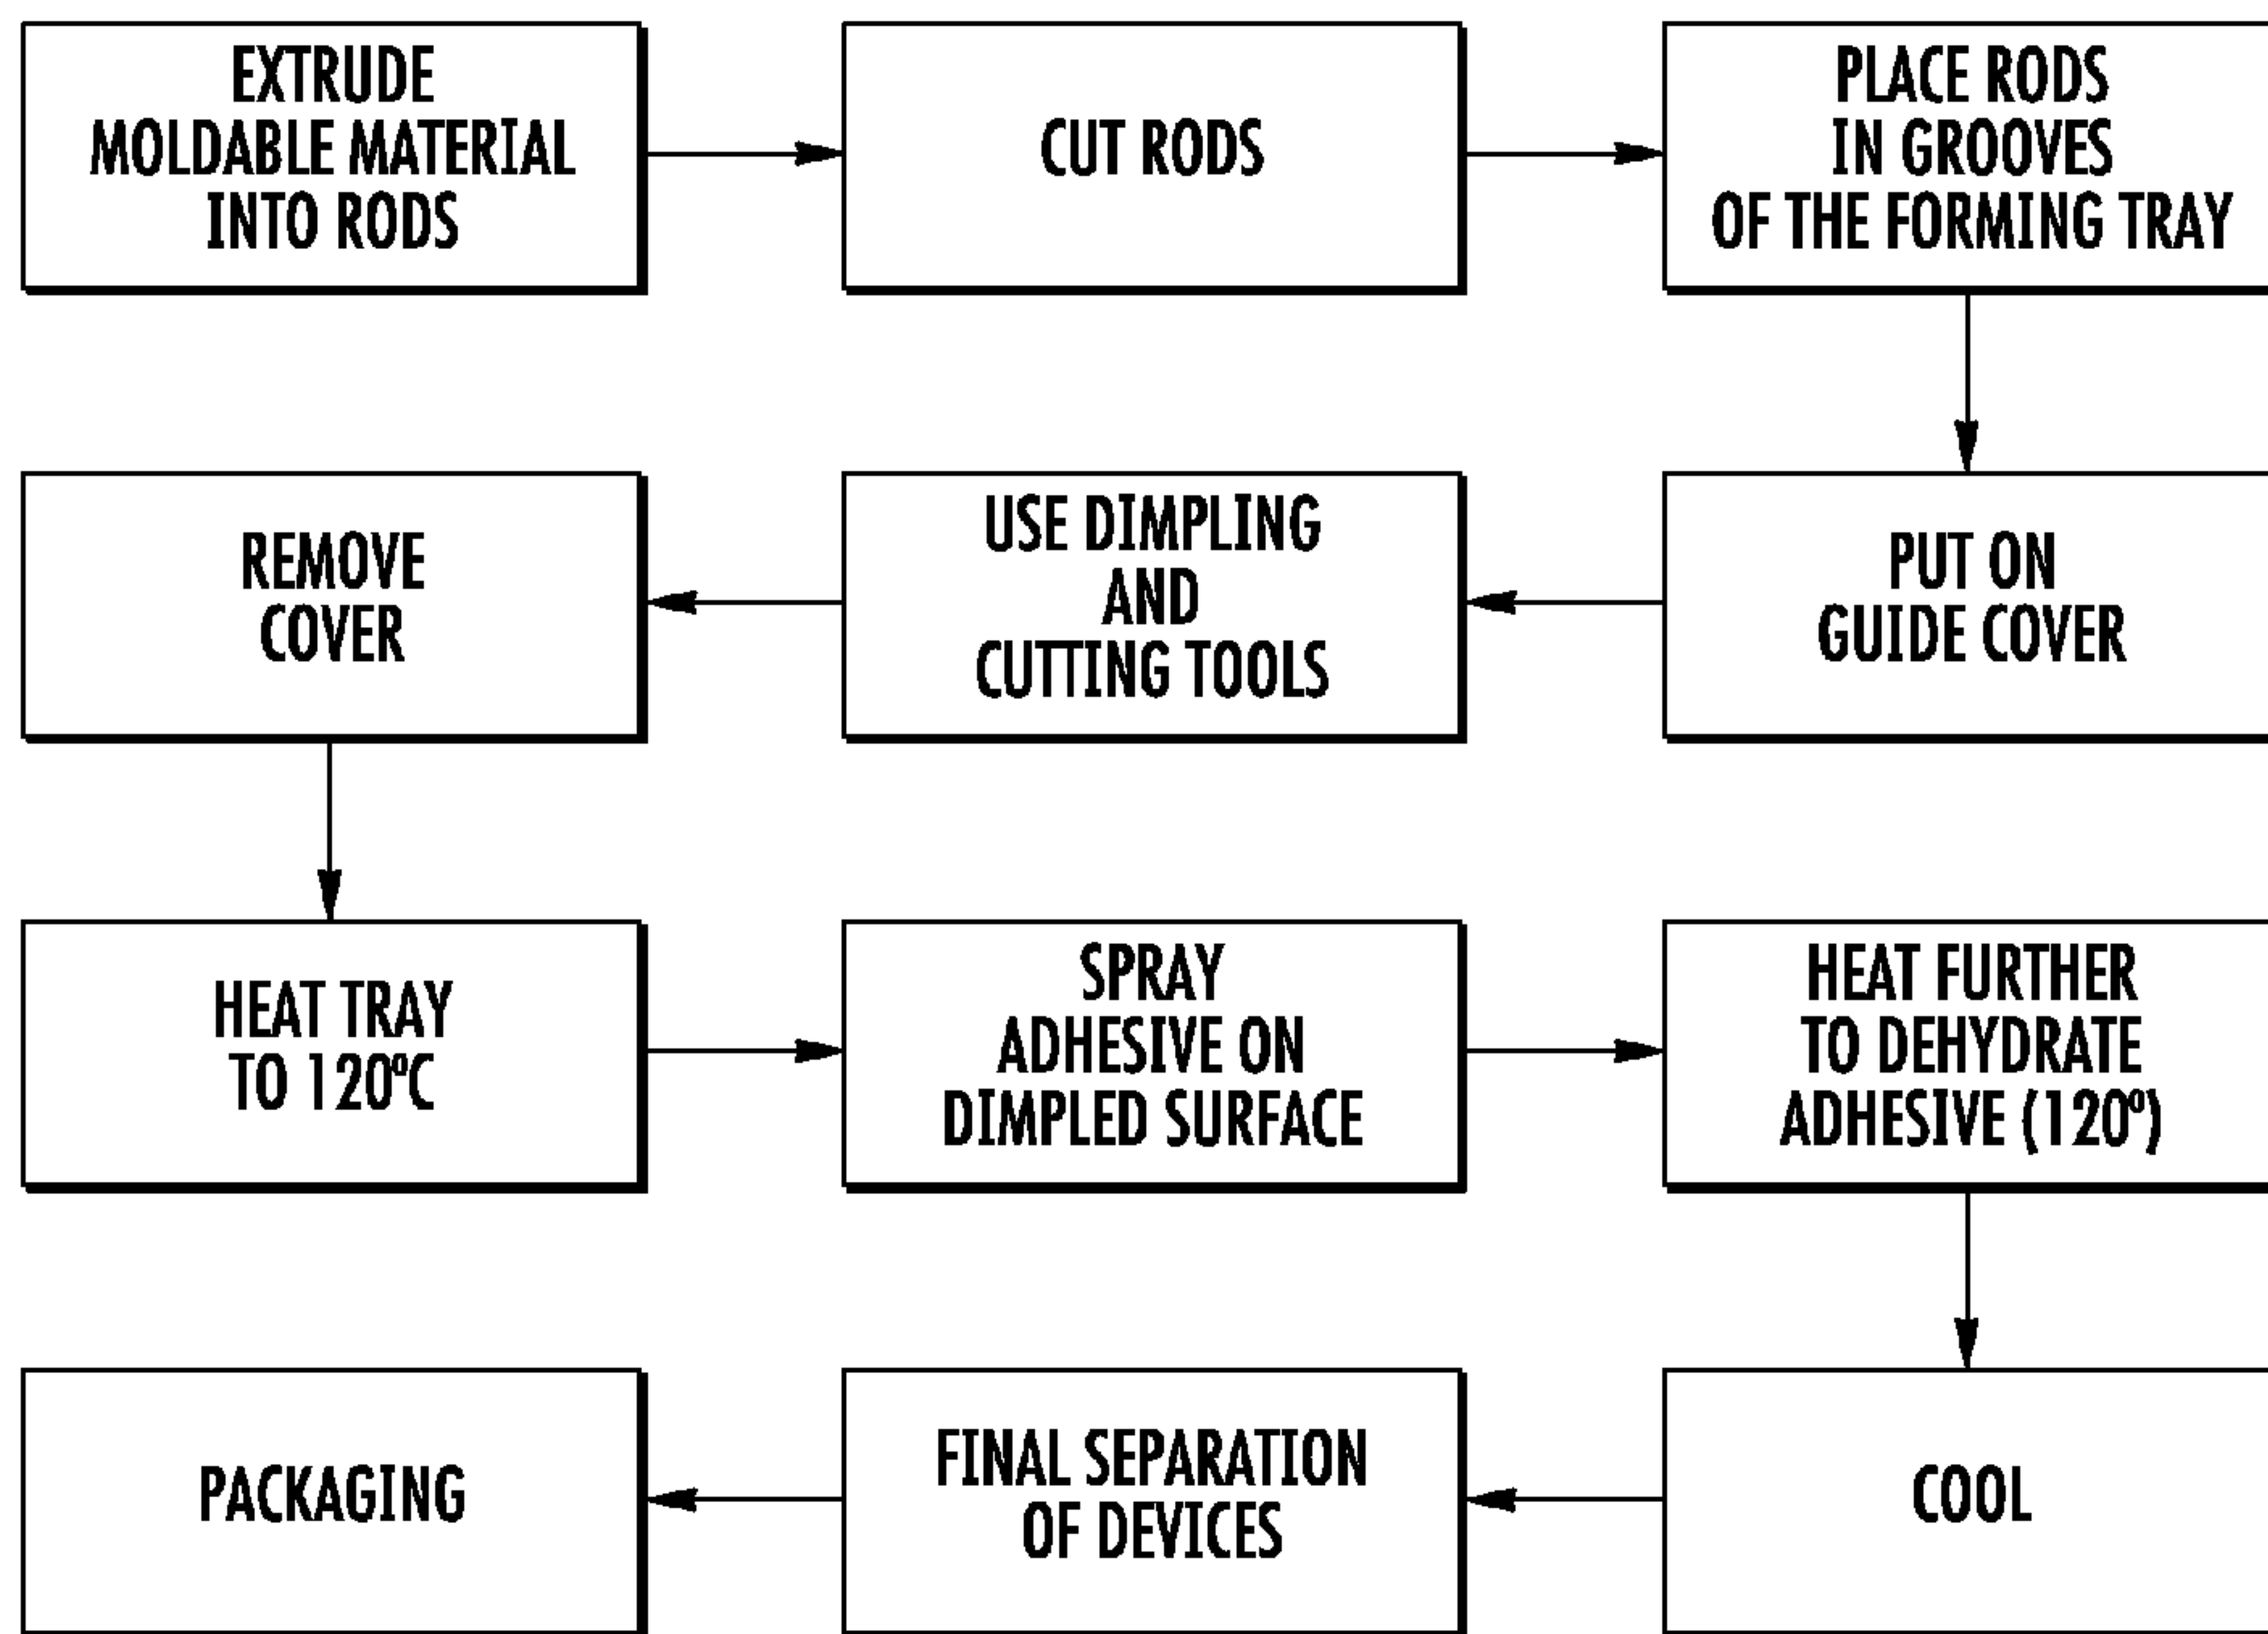 EXTRUDE
MOLDABLE MATERIAL
INTO RODS
CUT RODS
PLACE RODS
IN GROOVES
OF THE FORMING TRAY
PUT ON
GUIDE COVER
USE DIMPLING
AND
CUTTING TOOLS
REMOVE
COVER
HEAT TRAY
TO 120ºC
SPRAY
ADHESIVE ON
DIMPLED SURFACE
HEAT FURTHER
TO DEHYDRATE
ADHESIVE (120º)
COOL
FINAL SEPARATION
OF DEVICES
PACKAGING